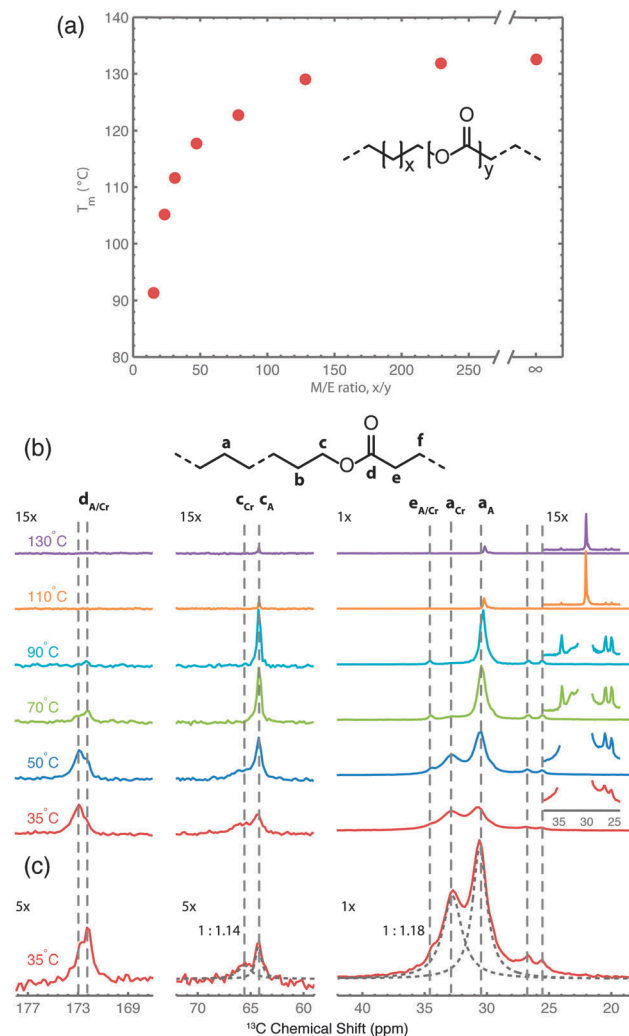 (a)
140
130
120
110
100
90
80
Tm (°C)
O
O
x
y
0
50
100
150
200
250
∞
M/E ratio, x/y
(b)
O
a
c
f
O
d
b
e
dA/Cr
cCr
cA
eA/Cr
aCr
aA
15x
15x
1x
15x
130°C
110°C
90°C
70°C
50°C
35°C
35
30
24
(c)
5x
5x
1x
1 : 1.14
1 : 1.18
35°C
177
173
169
70
65
60
40
35
30
25
20
13C Chemical Shift (ppm)